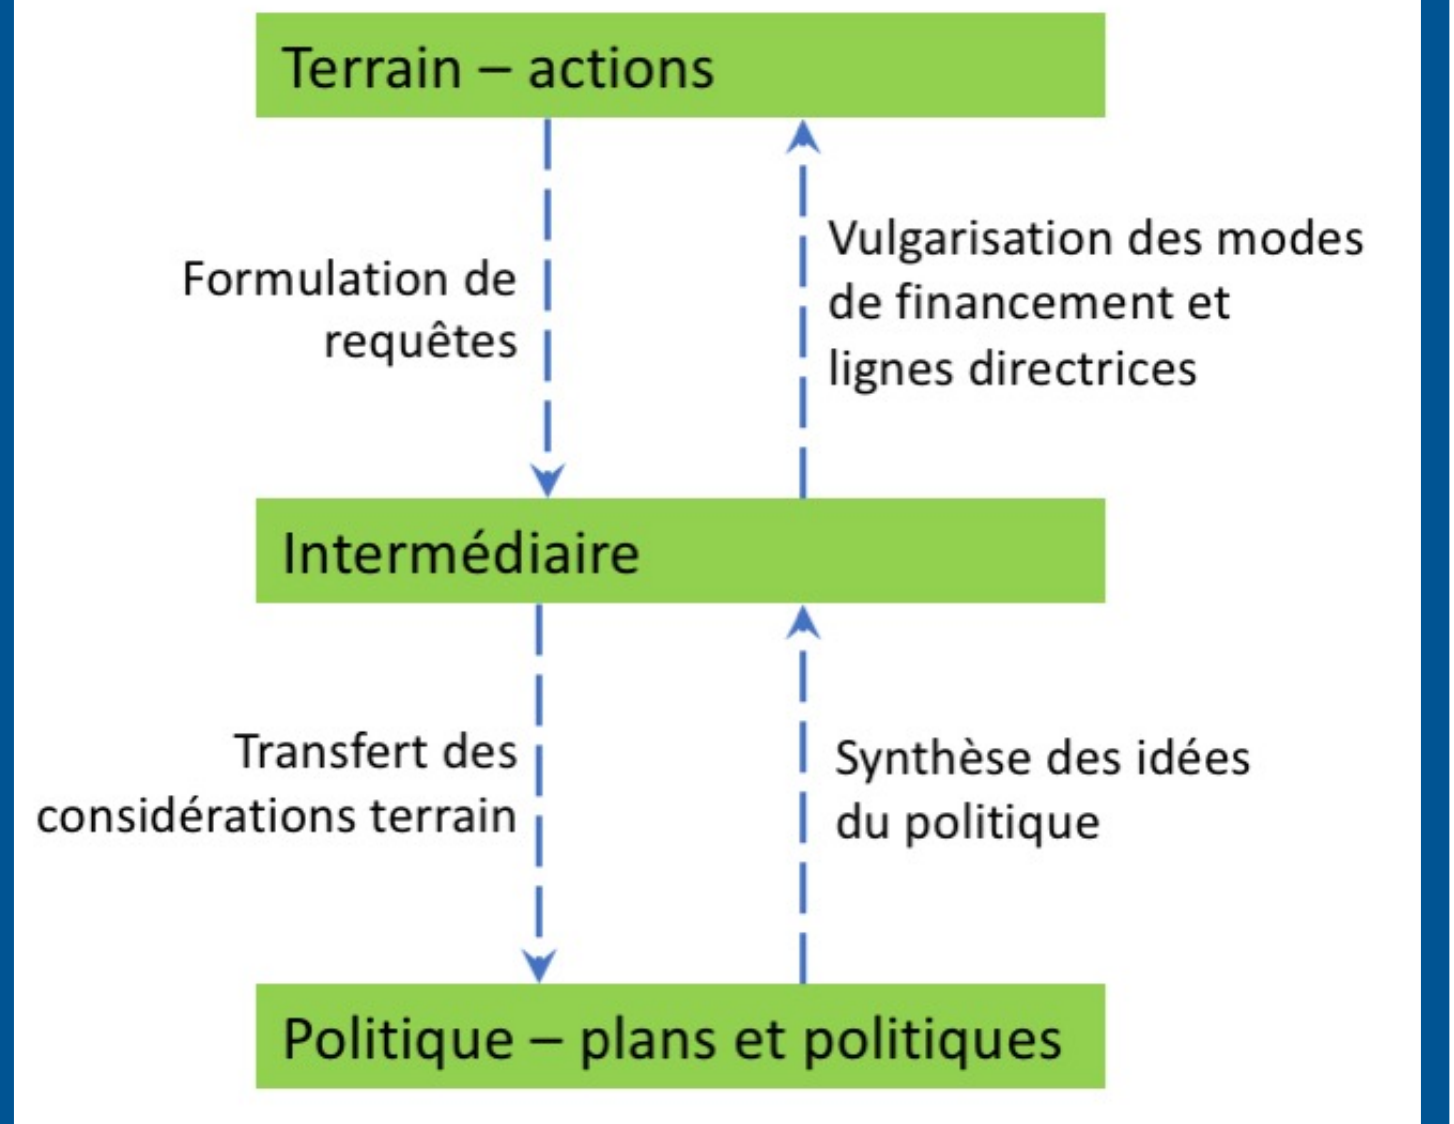 Terrain – actions
Formulation de
requêtes
Vulgarisation des modes
de financement et
lignes directrices
Intermédiaire
Transfert des
considérations terrain
Synthèse des idées
du politique
Politique – plans et politiques